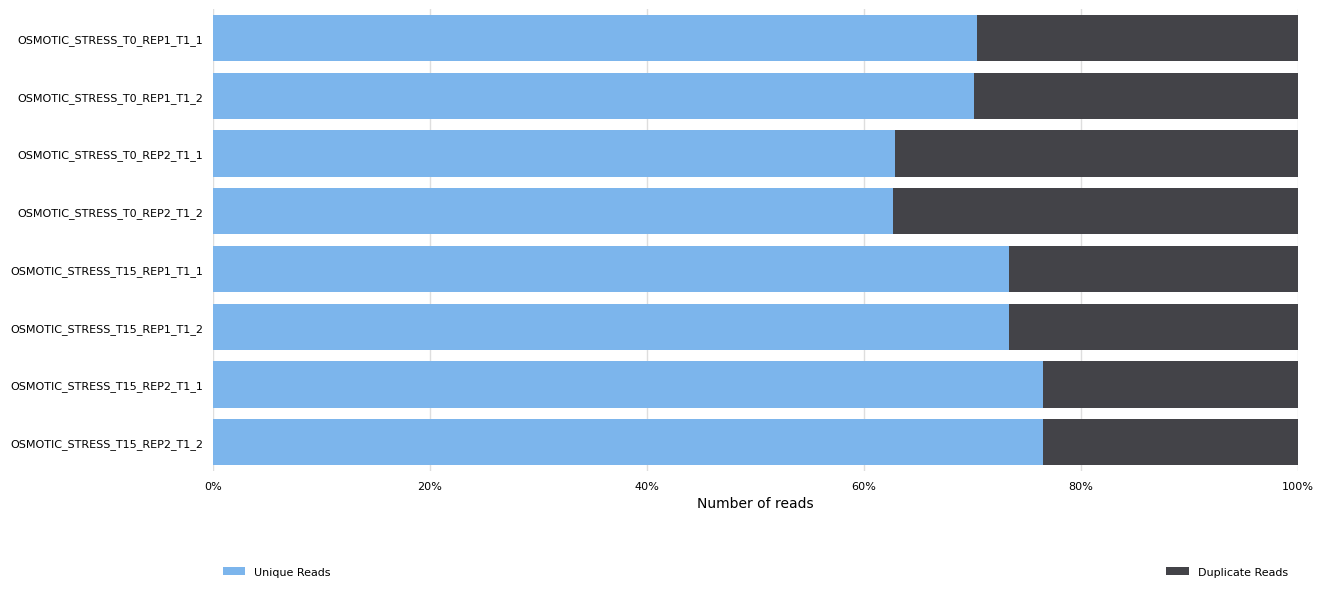 OSMOTIC_STRESS_T0_REP1_T1_1
OSMOTIC_STRESS_T0_REP1_T1_2
OSMOTIC_STRESS_T0_REP2_T1_1
OSMOTIC_STRESS_T0_REP2_T1_2
OSMOTIC_STRESS_T15_REP1_T1_1
OSMOTIC_STRESS_T15_REP1_T1_2
OSMOTIC_STRESS_T15_REP2_T1_1
OSMOTIC_STRESS_T15_REP2_T1_2
0% 20% 40% 60% 80% 100%
Number of reads
Unique Reads Duplicate Reads